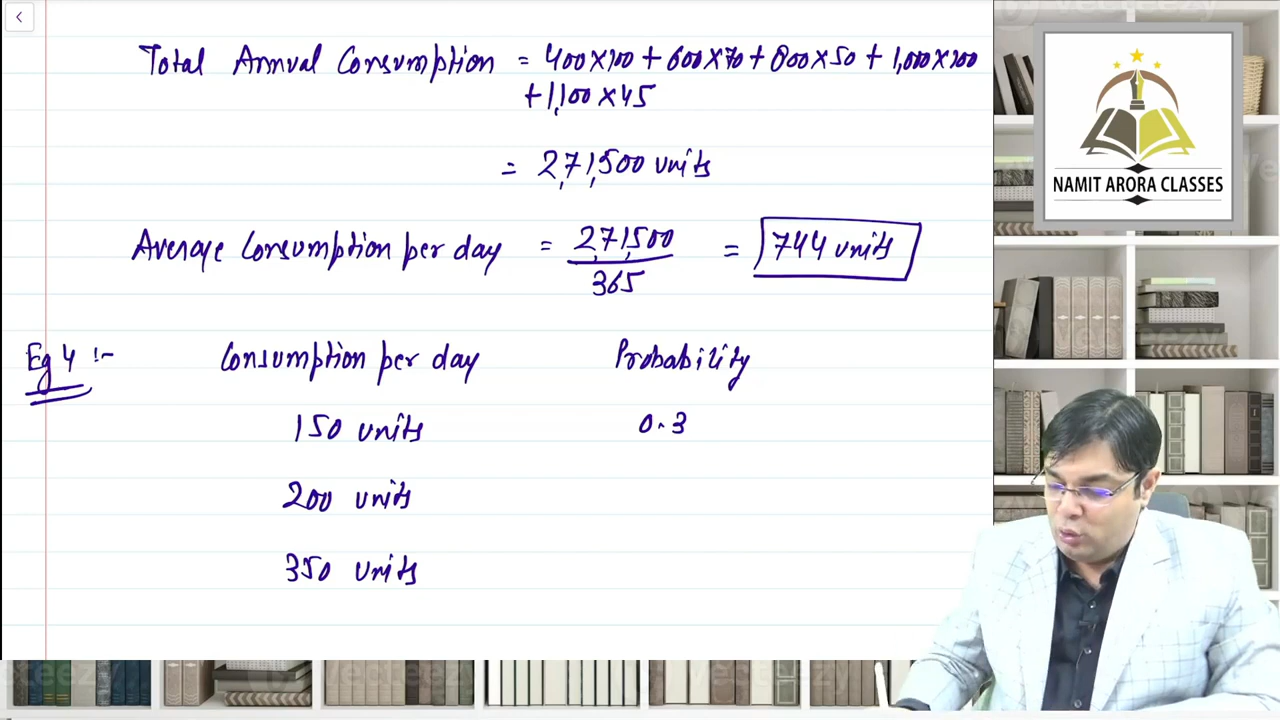 Total Annual Consumption = 400×100 + 600×70 + 800×50 + 1,000×100
+ 1,100×45
= 2,71,500 units
Average Consumption per day = 2,71,500 / 365 = 744 units
Eg 4 :- Consumption per day Probability
150 units 0.3
200 units
350 units
NAMIT ARORA CLASSES
vecteezy